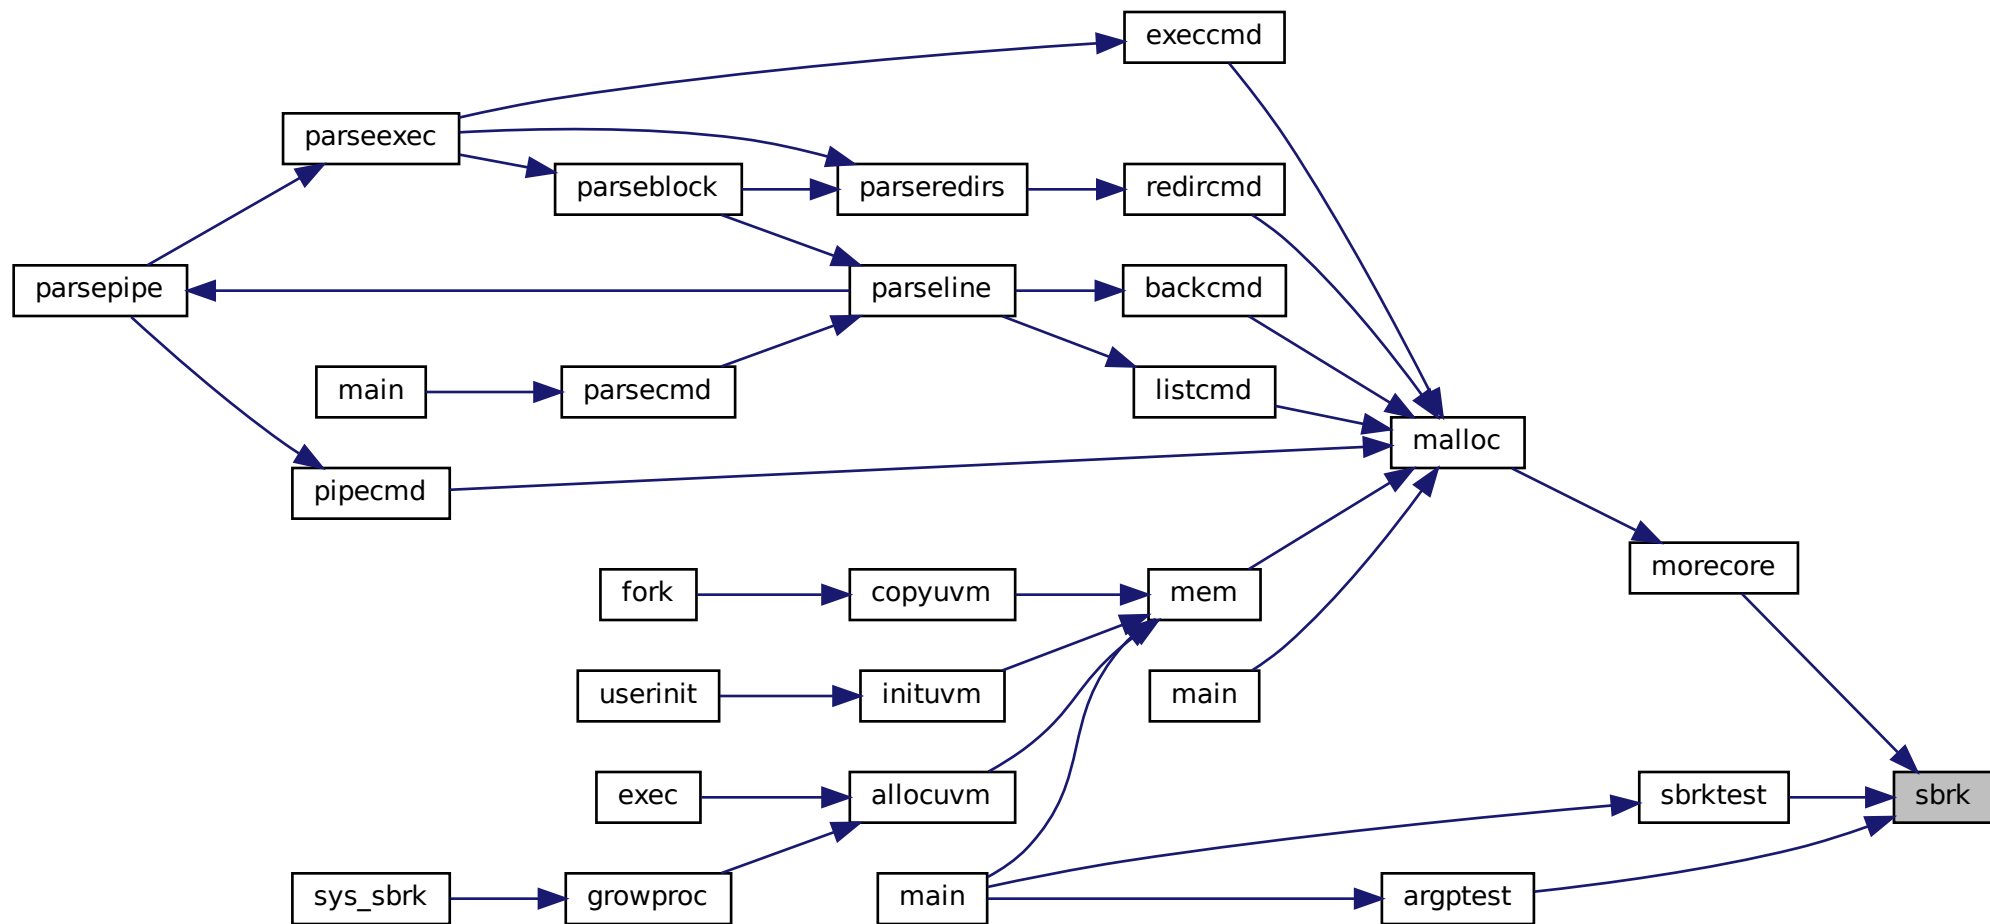 execcmd
parseexec
parseblock
parseredirs
redircmd
parsepipe
parseline
backcmd
main
parsecmd
listcmd
malloc
pipecmd
morecore
fork
copyuvm
mem
userinit
inituvm
main
exec
allocuvm
sbrktest
sbrk
sys_sbrk
growproc
main
argptest